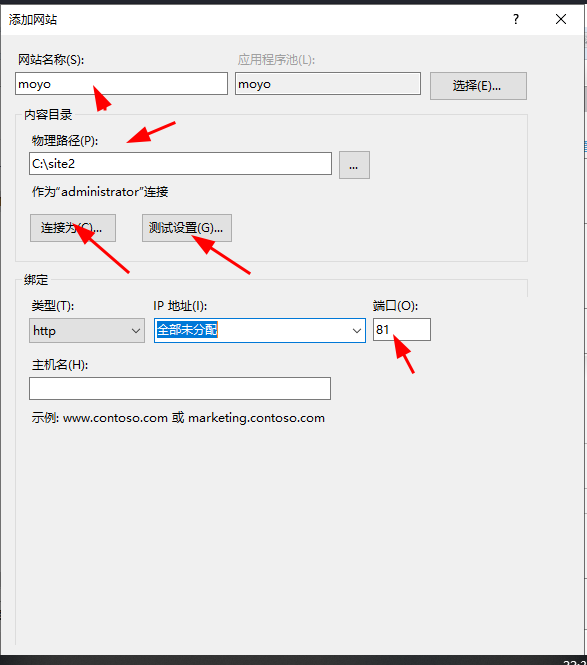 添加网站 ?
网站名称(S): 应用程序池(L):
moyo moyo 选择(E)...
内容目录
物理路径(P):
C:\site2 ...
作为“administrator”连接
连接为(C)... 测试设置(G)...
绑定
类型(T): IP 地址(I): 端口(O):
http 全部未分配 81
主机名(H):
示例: www.contoso.com 或 marketing.contoso.com